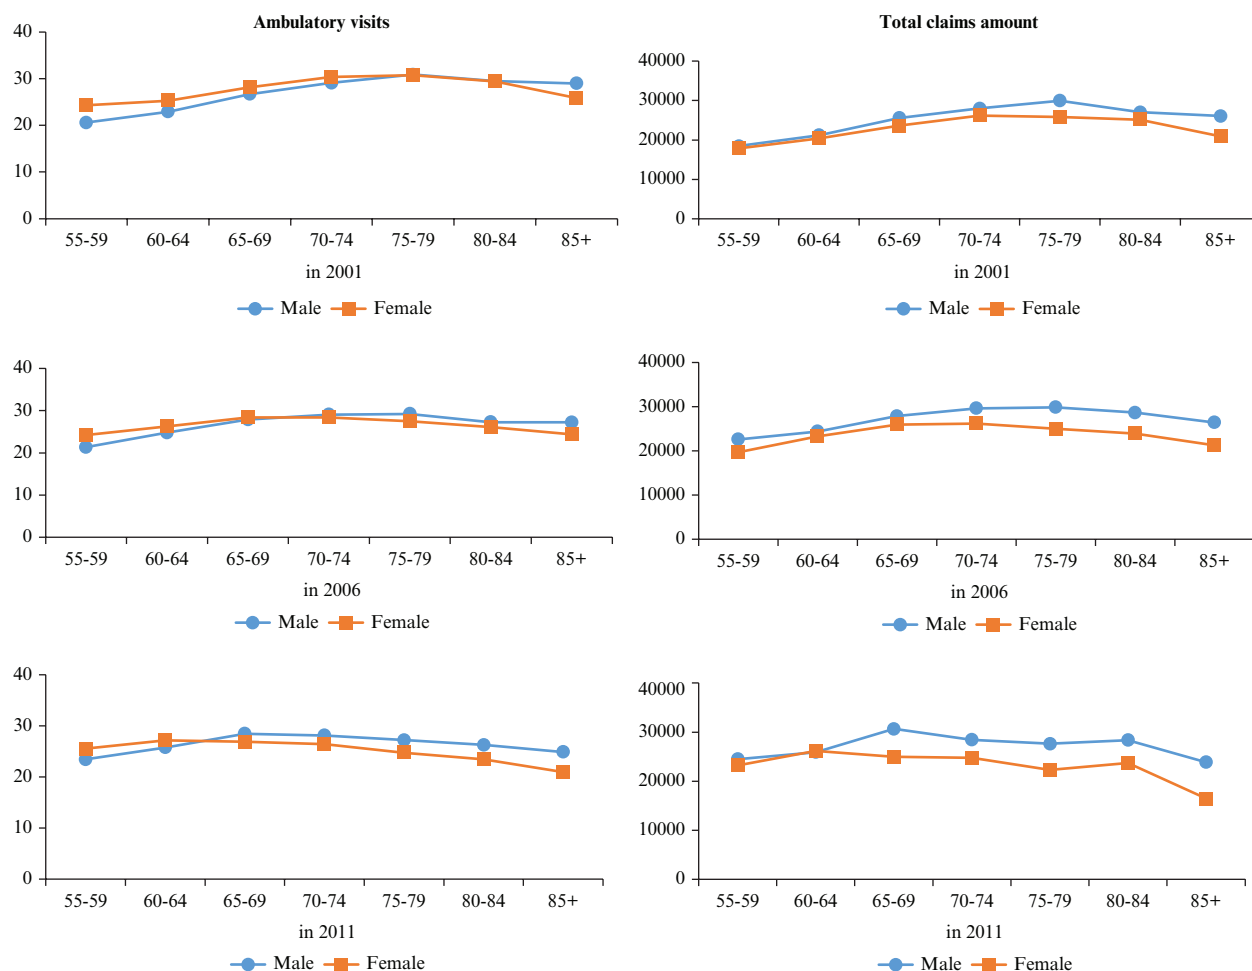 Ambulatory visits
40
30
20
10
0
55-59 60-64 65-69 70-74 75-79 80-84 85+
in 2001
Male Female
Total claims amount
40000
30000
20000
10000
0
55-59 60-64 65-69 70-74 75-79 80-84 85+
in 2001
Male Female
40
30
20
10
0
55-59 60-64 65-69 70-74 75-79 80-84 85+
in 2006
Male Female
40000
30000
20000
10000
0
55-59 60-64 65-69 70-74 75-79 80-84 85+
in 2006
Male Female
40
30
20
10
0
55-59 60-64 65-69 70-74 75-79 80-84 85+
in 2011
Male Female
40000
30000
20000
10000
0
55-59 60-64 65-69 70-74 75-79 80-84 85+
in 2011
Male Female